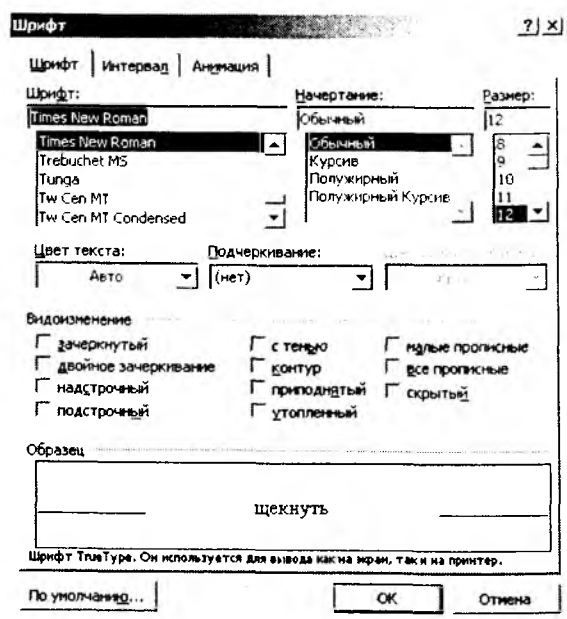 Шрифт ? ×
Шрифт Интервал Анимация
Шрифт: Начертание: Размер:
Times New Roman Обычный 12
Times New Roman Обычный 8
Trebuchet MS Курсив 9
Tunga Полужирный 10
Tw Cen MT Полужирный Курсив 11
Tw Cen MT Condensed 12
Цвет текста: Подчеркивание:
Авто (нет)
Видоизменение
зачеркнутый с тенью малые прописные
двойное зачеркивание контур все прописные
надстрочный приподнятый скрытый
подстрочный утопленный
Образец
щекнуть
Шрифт TrueType. Он используется для вывода как на экран, так и на принтер.
По умолчанию... ОК Отмена